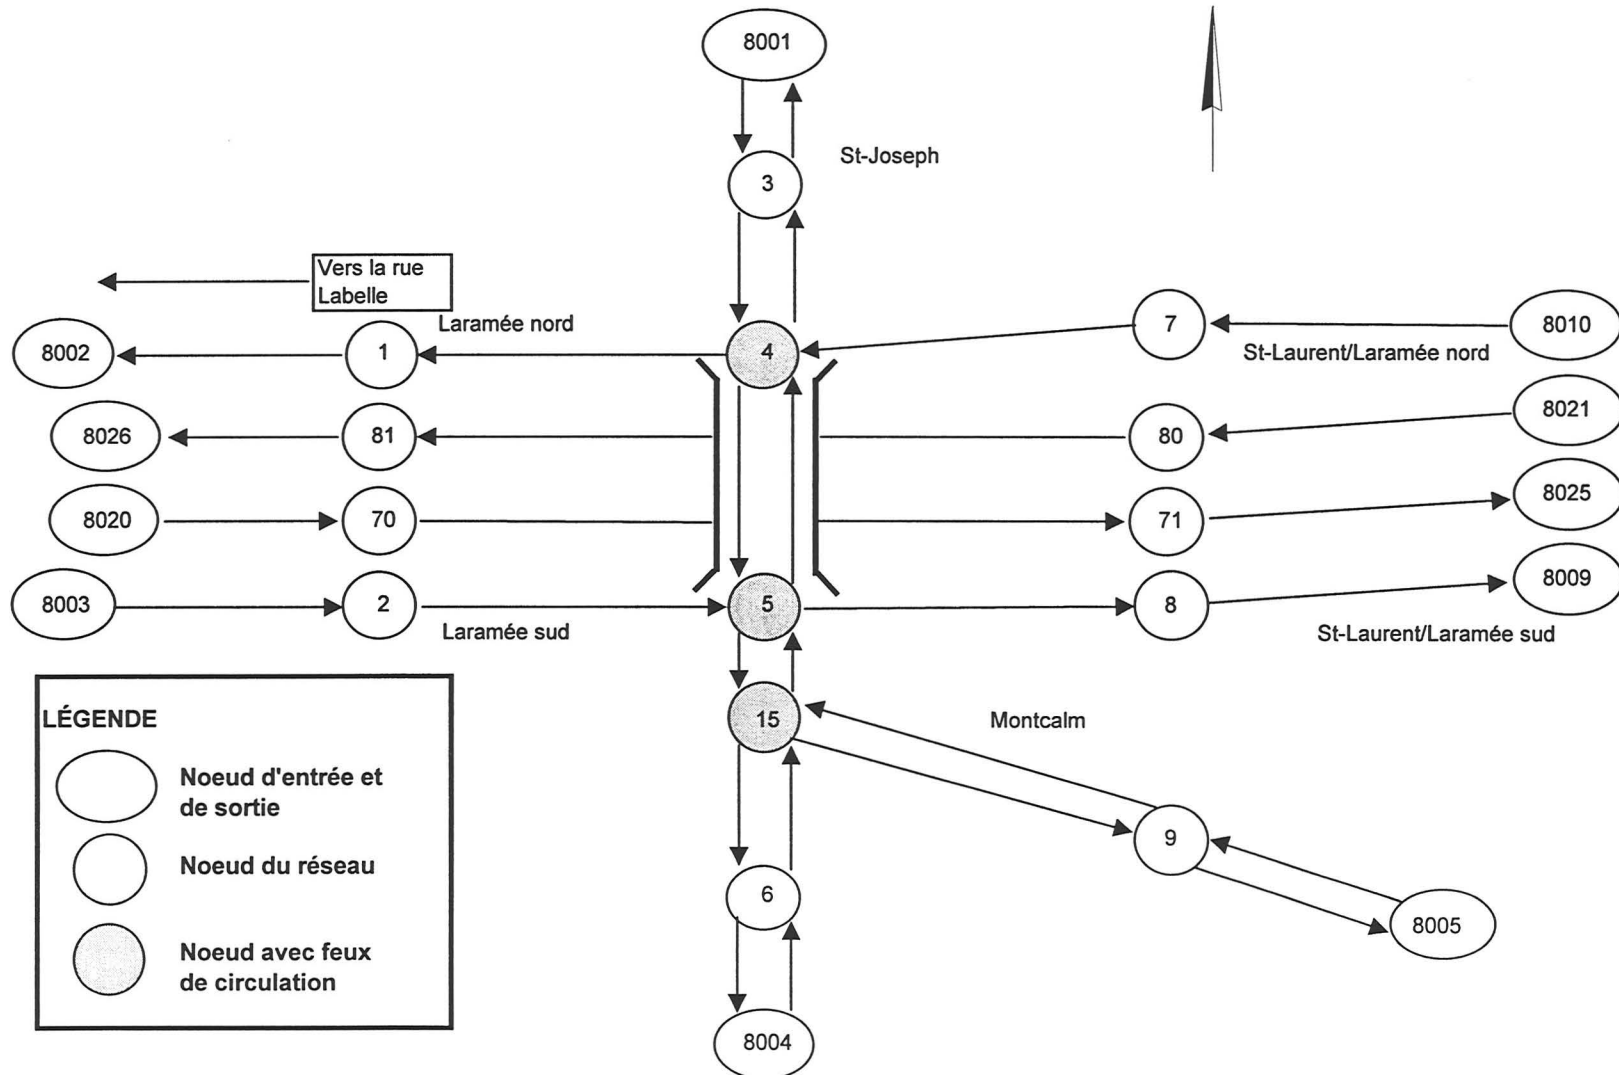 8001
3
St-Joseph
Vers la rue
Labelle
Laramée nord
8002
1
4
7
8010
St-Laurent/Laramée nord
8026
81
80
8021
8020
70
71
8025
8003
2
5
8
8009
Laramée sud
St-Laurent/Laramée sud
LÉGENDE
Noeud d'entrée et
de sortie
Noeud du réseau
Noeud avec feux
de circulation
15
Montcalm
9
6
8005
8004